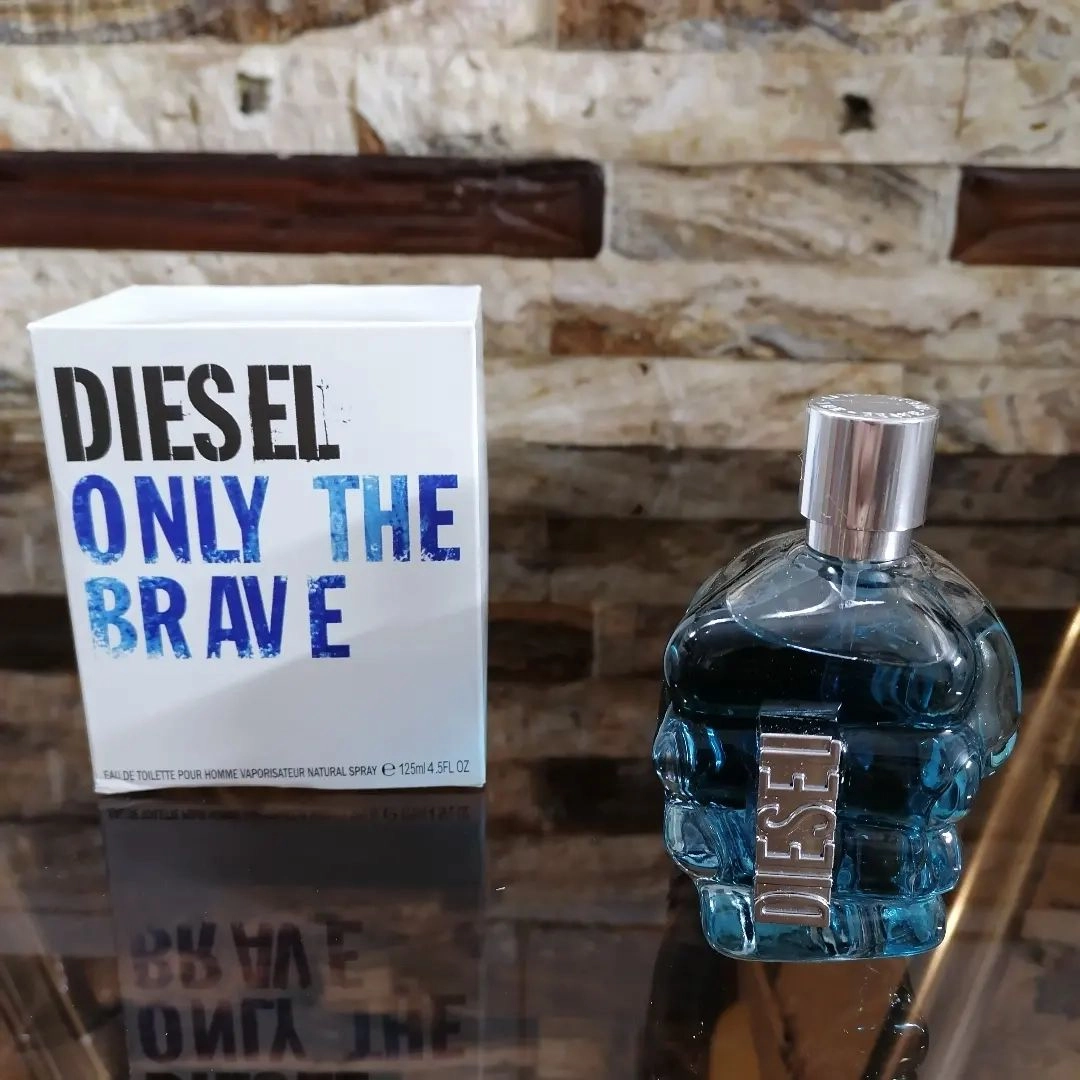 DIESEL
ONLY THE
BRAVE
EAU DE TOILETTE POUR HOMME VAPORISATEUR NATURAL SPRAY ℮ 125ml 4.5FL OZ
DIESEL